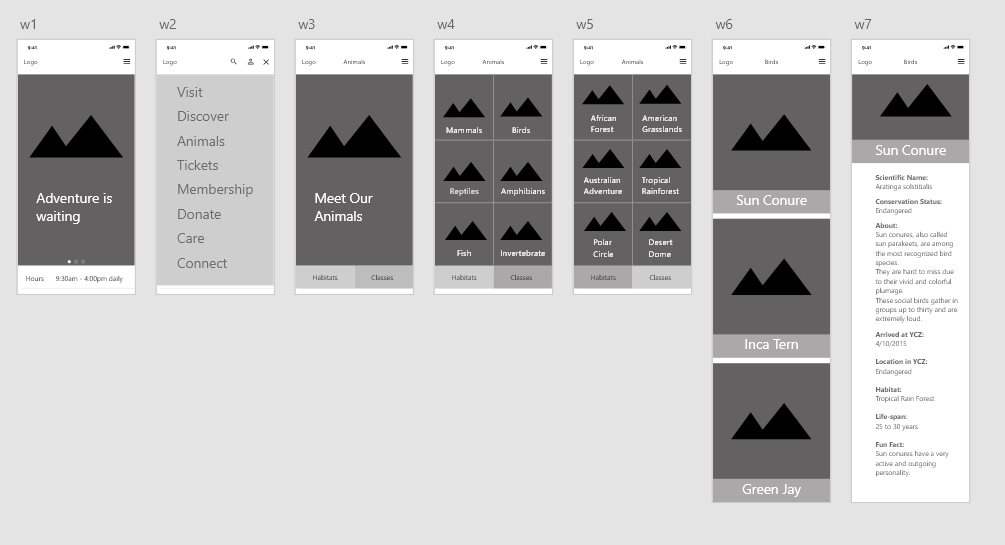 w1
9:41
Logo
Adventure is
waiting
Hours 9:30am - 4:00pm daily
w2
9:41
Logo
Visit
Discover
Animals
Tickets
Membership
Donate
Care
Connect
w3
9:41
Logo Animals
Meet Our
Animals
Habitats Classes
w4
9:41
Logo Animals
Mammals Birds
Reptiles Amphibians
Fish Invertebrate
Habitats Classes
w5
9:41
Logo Animals
African
Forest
American
Grasslands
Australian
Adventure
Tropical
Rainforest
Polar
Circle
Desert
Dome
Habitats Classes
w6
9:41
Logo Birds
Sun Conure
Inca Tern
Green Jay
w7
9:41
Logo Birds
Sun Conure
Scientific Name:
Aratinga solstitialis
Conservation Status:
Endangered
About:
Sun conures, also called
sun parakeets, are among
the most recognized bird
species.
They are hard to miss due
to their vivid and colorful
plumage.
These social birds gather in
groups up to thirty and are
extremely loud.
Arrived at YCZ:
4/10/2015
Location in YCZ:
Endangered
Habitat:
Tropical Rain Forest
Life-span:
25 to 30 years
Fun Fact:
Sun conures have a very
active and outgoing
personality.